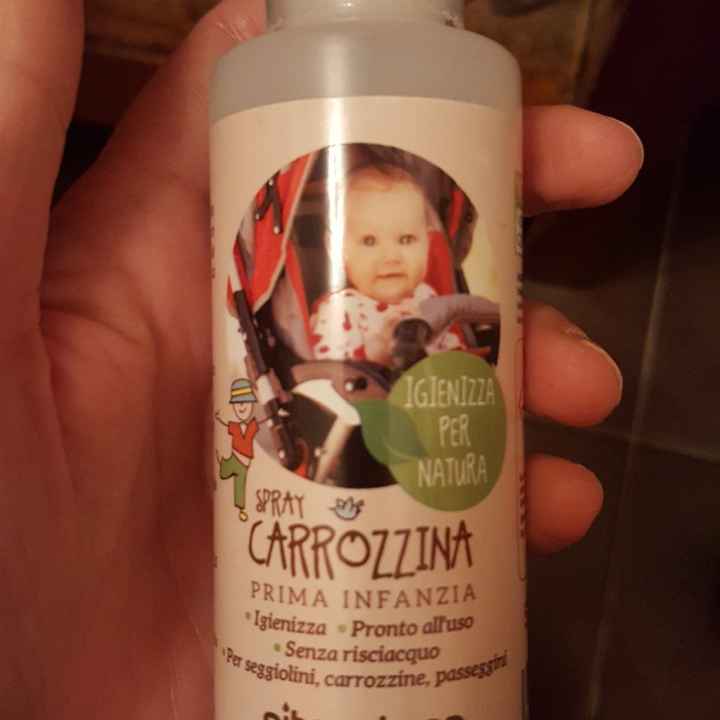 IGIENIZZA
PER
NATURA
SPRAY
CARROZZINA
PRIMA INFANZIA
• Igienizza • Pronto all'uso
• Senza risciacquo
• Per seggiolini, carrozzine, passeggini